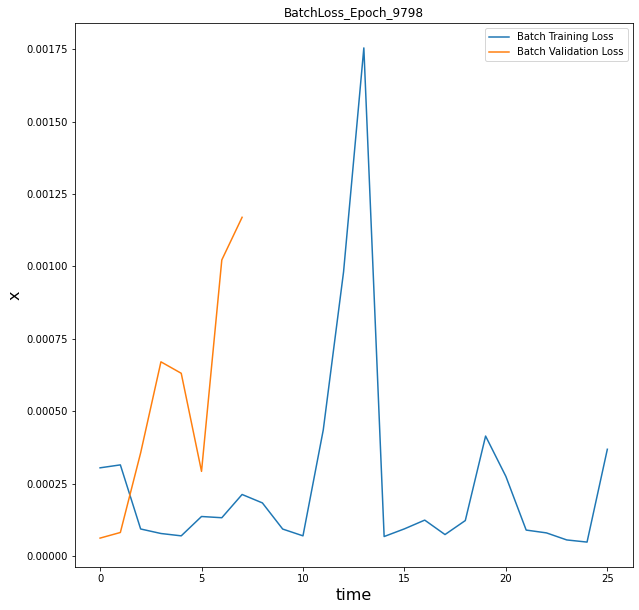 BatchLoss_Epoch_9798
Batch Training Loss
Batch Validation Loss
0.00175
0.00150
0.00125
0.00100
0.00075
0.00050
0.00025
0.00000
x
0 5 10 15 20 25
time